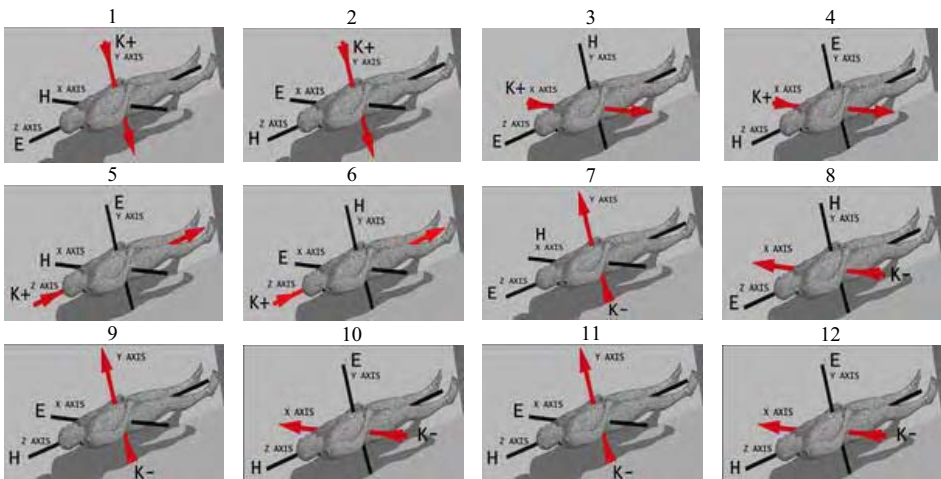 1
K+
Y AXIS
H X AXIS
Z AXIS
E
2
K+
Y AXIS
E X AXIS
Z AXIS
H
3
H
Y AXIS
K+ X AXIS
Z AXIS
E
4
E
Y AXIS
K+ X AXIS
Z AXIS
H
5
E
Y AXIS
H X AXIS
Z AXIS
K+
6
H
Y AXIS
E X AXIS
Z AXIS
K+
7
Y AXIS
H
X AXIS
Z AXIS
E
K-
8
H
Y AXIS
X AXIS
Z AXIS
K-
E
9
Y AXIS
E X AXIS
Z AXIS
H
K-
10
E
Y AXIS
X AXIS
Z AXIS
K-
H
11
Y AXIS
E X AXIS
Z AXIS
H
K-
12
E
Y AXIS
X AXIS
Z AXIS
K-
H